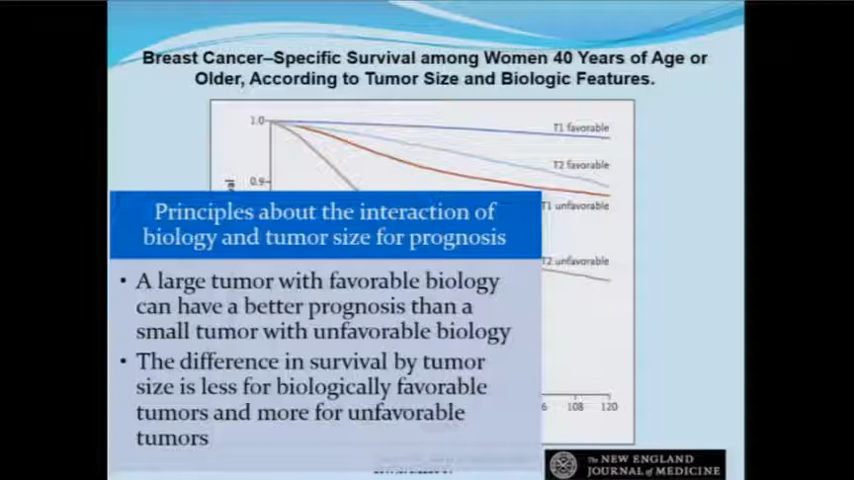 Breast Cancer–Specific Survival among Women 40 Years of Age or
Older, According to Tumor Size and Biologic Features.
1.0
T1 favorable
T2 favorable
0.9
T1 unfavorable
Principles about the interaction of
biology and tumor size for prognosis
T2 unfavorable
• A large tumor with favorable biology
can have a better prognosis than a
small tumor with unfavorable biology
• The difference in survival by tumor
size is less for biologically favorable
tumors and more for unfavorable
tumors
6 108 120
The NEW ENGLAND
JOURNAL of MEDICINE